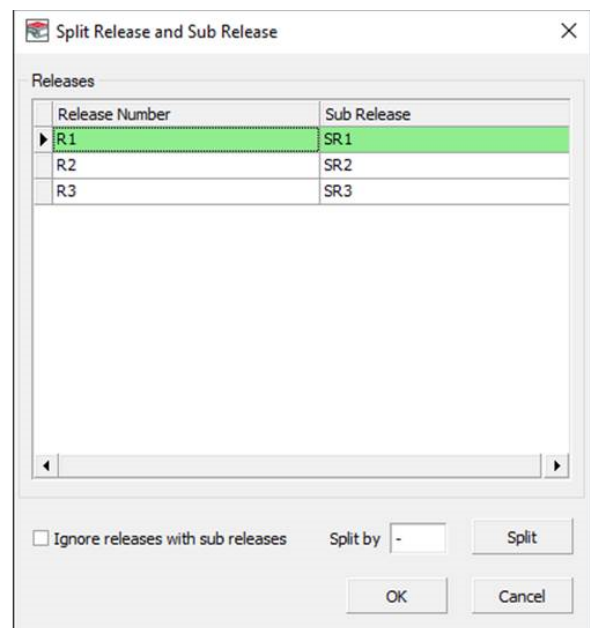 Split Release and Sub Release
Releases
Release Number Sub Release
R1 SR1
R2 SR2
R3 SR3
Ignore releases with sub releases Split by - Split
OK Cancel